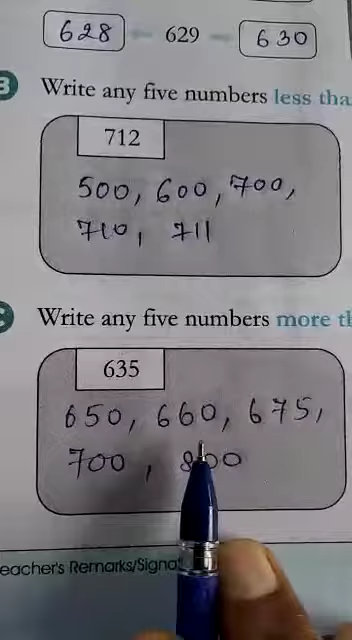 628 629 630
Write any five numbers less tha
712
500, 600, 700,
710, 711
Write any five numbers more th
635
650, 660, 675,
700, 800
eacher's Remarks/Signat